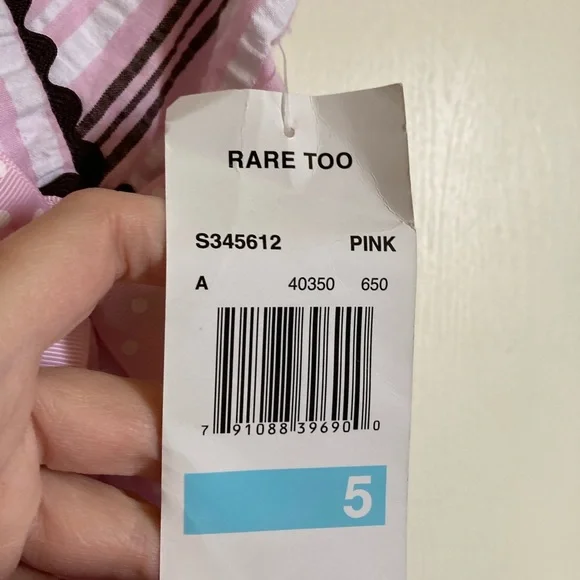 RARE TOO
S345612 PINK
A 40350 650
7 91088 39690 0
5